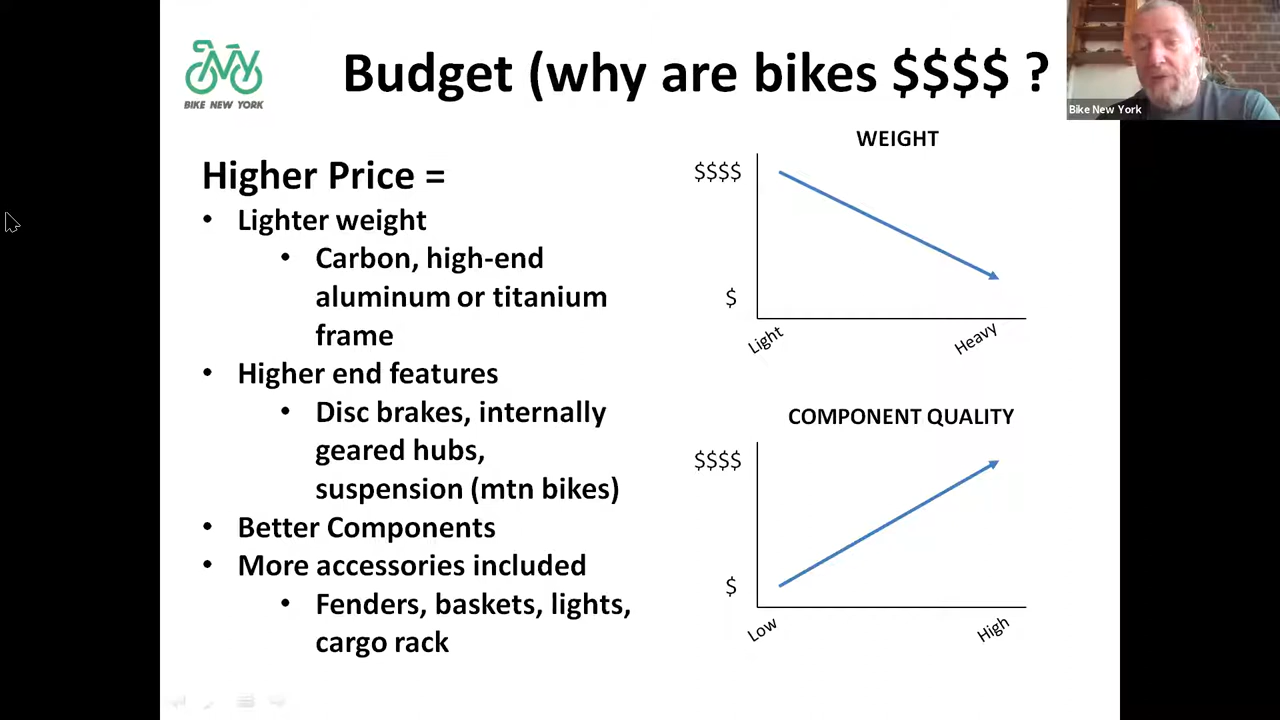 Budget (why are bikes $$$$ ?
BIKE NEW YORK
Bike New York
Higher Price =
• Lighter weight
• Carbon, high-end
aluminum or titanium
frame
• Higher end features
• Disc brakes, internally
geared hubs,
suspension (mtn bikes)
• Better Components
• More accessories included
• Fenders, baskets, lights,
cargo rack
WEIGHT
$$$$
$
Light
Heavy
COMPONENT QUALITY
$$$$
$
Low
High